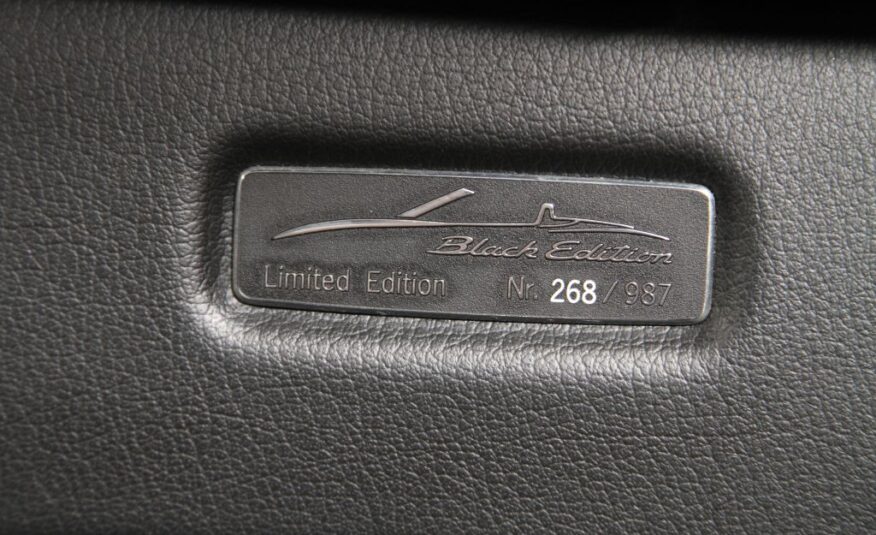 Black Edition
Limited Edition Nr. 268 / 987